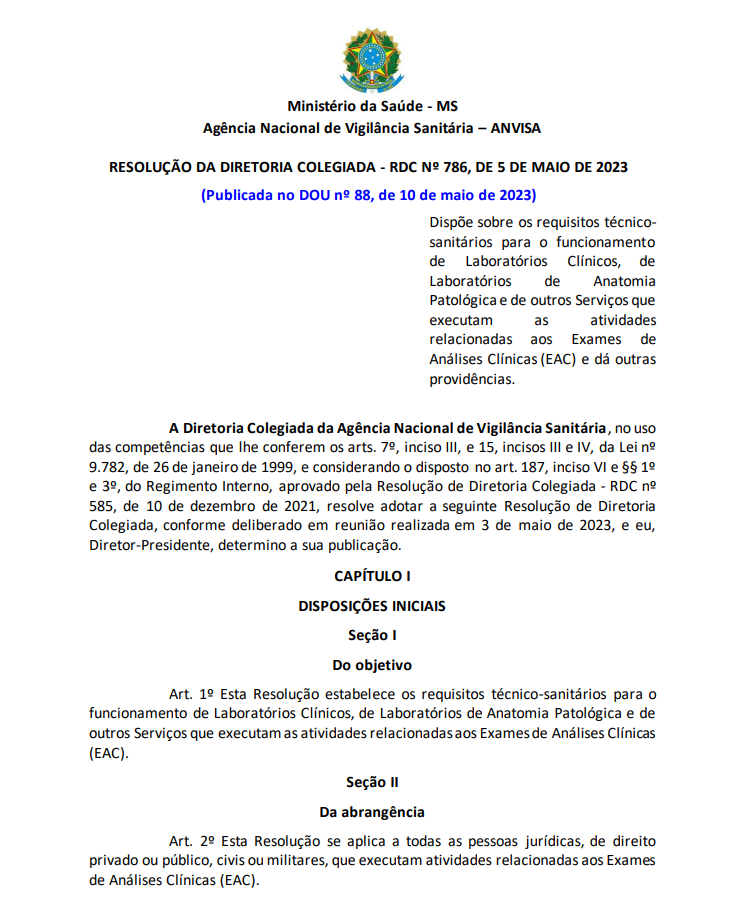 Ministério da Saúde - MS
Agência Nacional de Vigilância Sanitária – ANVISA
RESOLUÇÃO DA DIRETORIA COLEGIADA - RDC Nº 786, DE 5 DE MAIO DE 2023
(Publicada no DOU nº 88, de 10 de maio de 2023)
Dispõe sobre os requisitos técnico-
sanitários para o funcionamento
de Laboratórios Clínicos, de
Laboratórios de Anatomia
Patológica e de outros Serviços que
executam as atividades
relacionadas aos Exames de
Análises Clínicas (EAC) e dá outras
providências.
A Diretoria Colegiada da Agência Nacional de Vigilância Sanitária, no uso
das competências que lhe conferem os arts. 7º, inciso III, e 15, incisos III e IV, da Lei nº
9.782, de 26 de janeiro de 1999, e considerando o disposto no art. 187, inciso VI e §§ 1º
e 3º, do Regimento Interno, aprovado pela Resolução de Diretoria Colegiada - RDC nº
585, de 10 de dezembro de 2021, resolve adotar a seguinte Resolução de Diretoria
Colegiada, conforme deliberado em reunião realizada em 3 de maio de 2023, e eu,
Diretor-Presidente, determino a sua publicação.
CAPÍTULO I
DISPOSIÇÕES INICIAIS
Seção I
Do objetivo
Art. 1º Esta Resolução estabelece os requisitos técnico-sanitários para o
funcionamento de Laboratórios Clínicos, de Laboratórios de Anatomia Patológica e de
outros Serviços que executam as atividades relacionadas aos Exames de Análises Clínicas
(EAC).
Seção II
Da abrangência
Art. 2º Esta Resolução se aplica a todas as pessoas jurídicas, de direito
privado ou público, civis ou militares, que executam atividades relacionadas aos Exames
de Análises Clínicas (EAC).